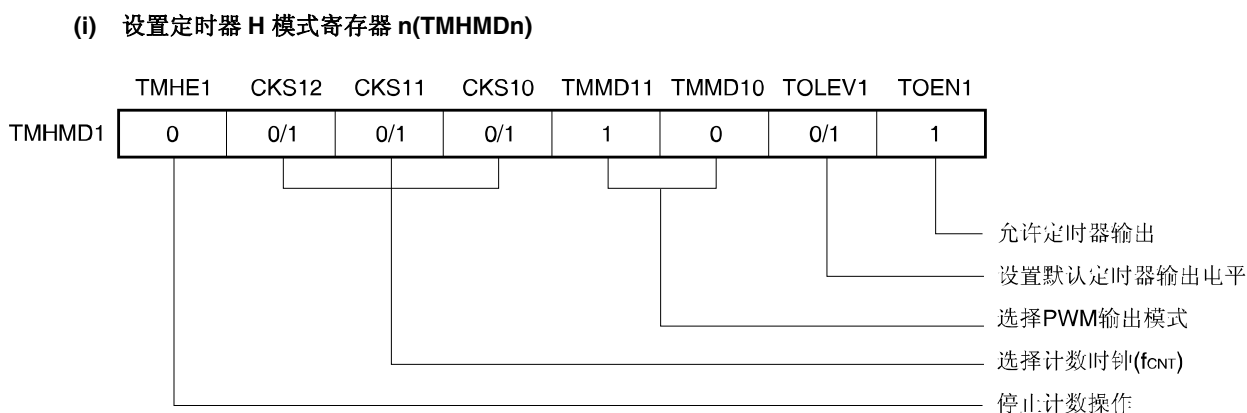 (i) 设置定时器 H 模式寄存器 n(TMHMDn)
TMHE1 CKS12 CKS11 CKS10 TMMD11 TMMD10 TOLEV1 TOEN1
TMHMD1 0 0/1 0/1 0/1 1 0 0/1 1
允许定时器输出
设置默认定时器输出电平
选择PWM输出模式
选择计数时钟(fCNT)
停止计数操作